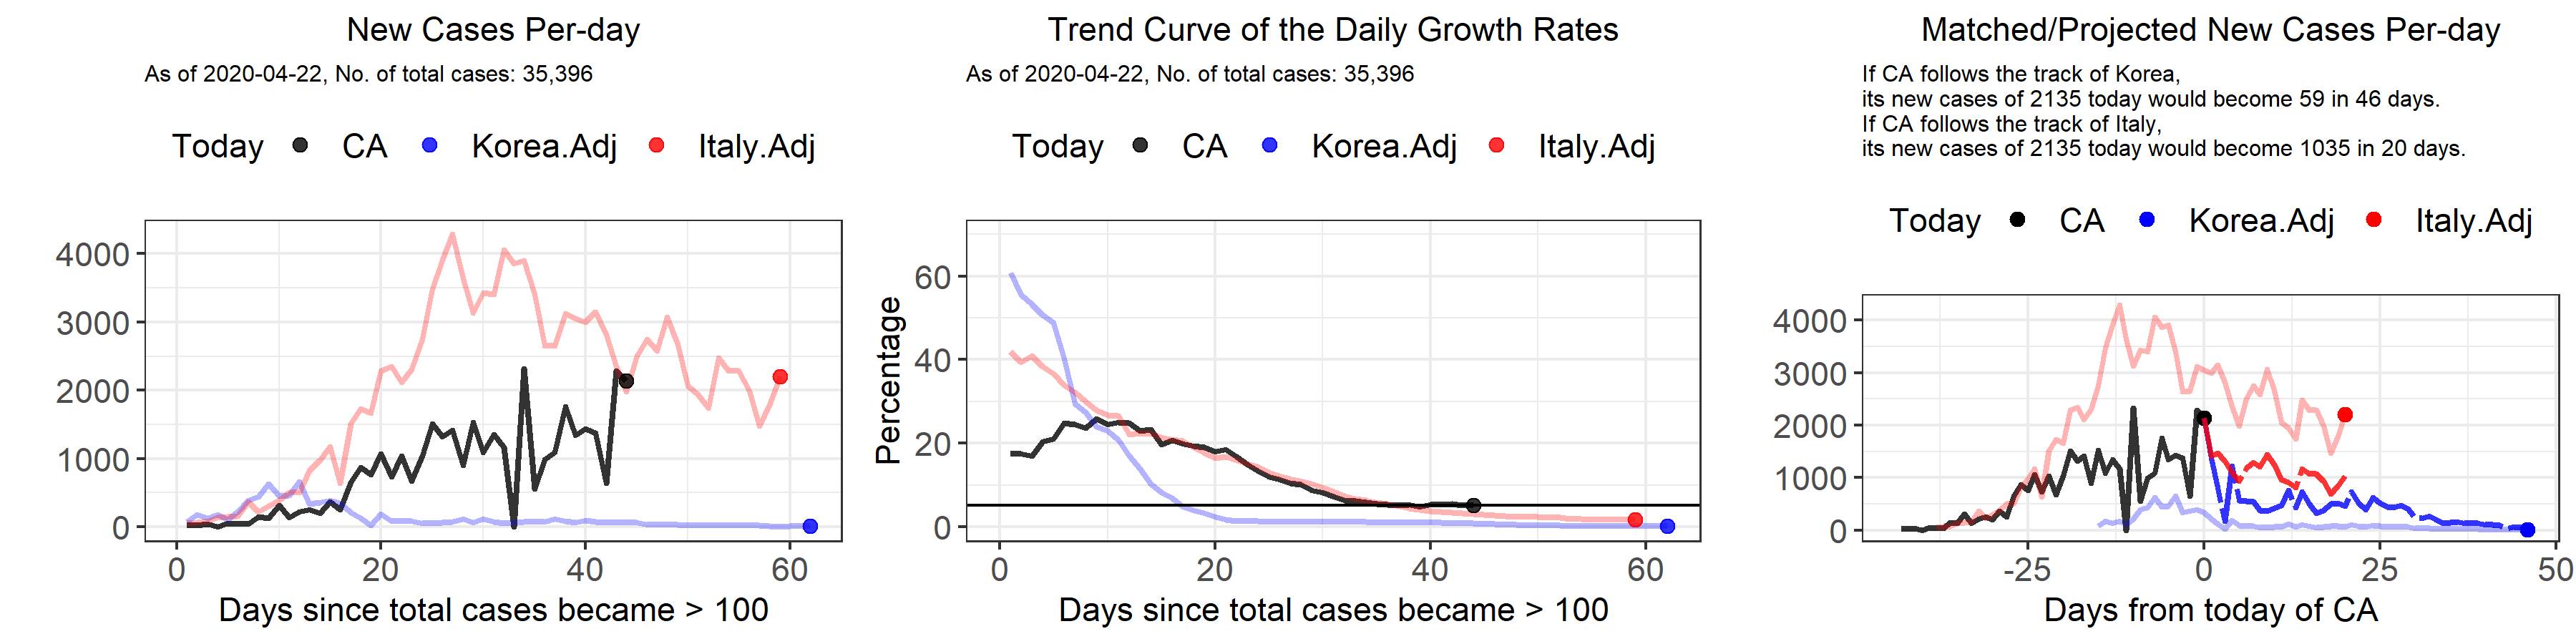 New Cases Per-day
As of 2020-04-22, No. of total cases: 35,396
Today CA Korea.Adj Italy.Adj
4000
3000
2000
1000
0
0 20 40 60
Days since total cases became > 100
Trend Curve of the Daily Growth Rates
As of 2020-04-22, No. of total cases: 35,396
Today CA Korea.Adj Italy.Adj
Percentage
60
40
20
0
0 20 40 60
Days since total cases became > 100
Matched/Projected New Cases Per-day
If CA follows the track of Korea,
its new cases of 2135 today would become 59 in 46 days.
If CA follows the track of Italy,
its new cases of 2135 today would become 1035 in 20 days.
Today CA Korea.Adj Italy.Adj
4000
3000
2000
1000
0
-25 0 25 50
Days from today of CA